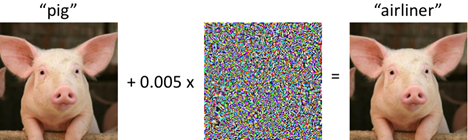 “pig” “airliner”
+ 0.005 x =